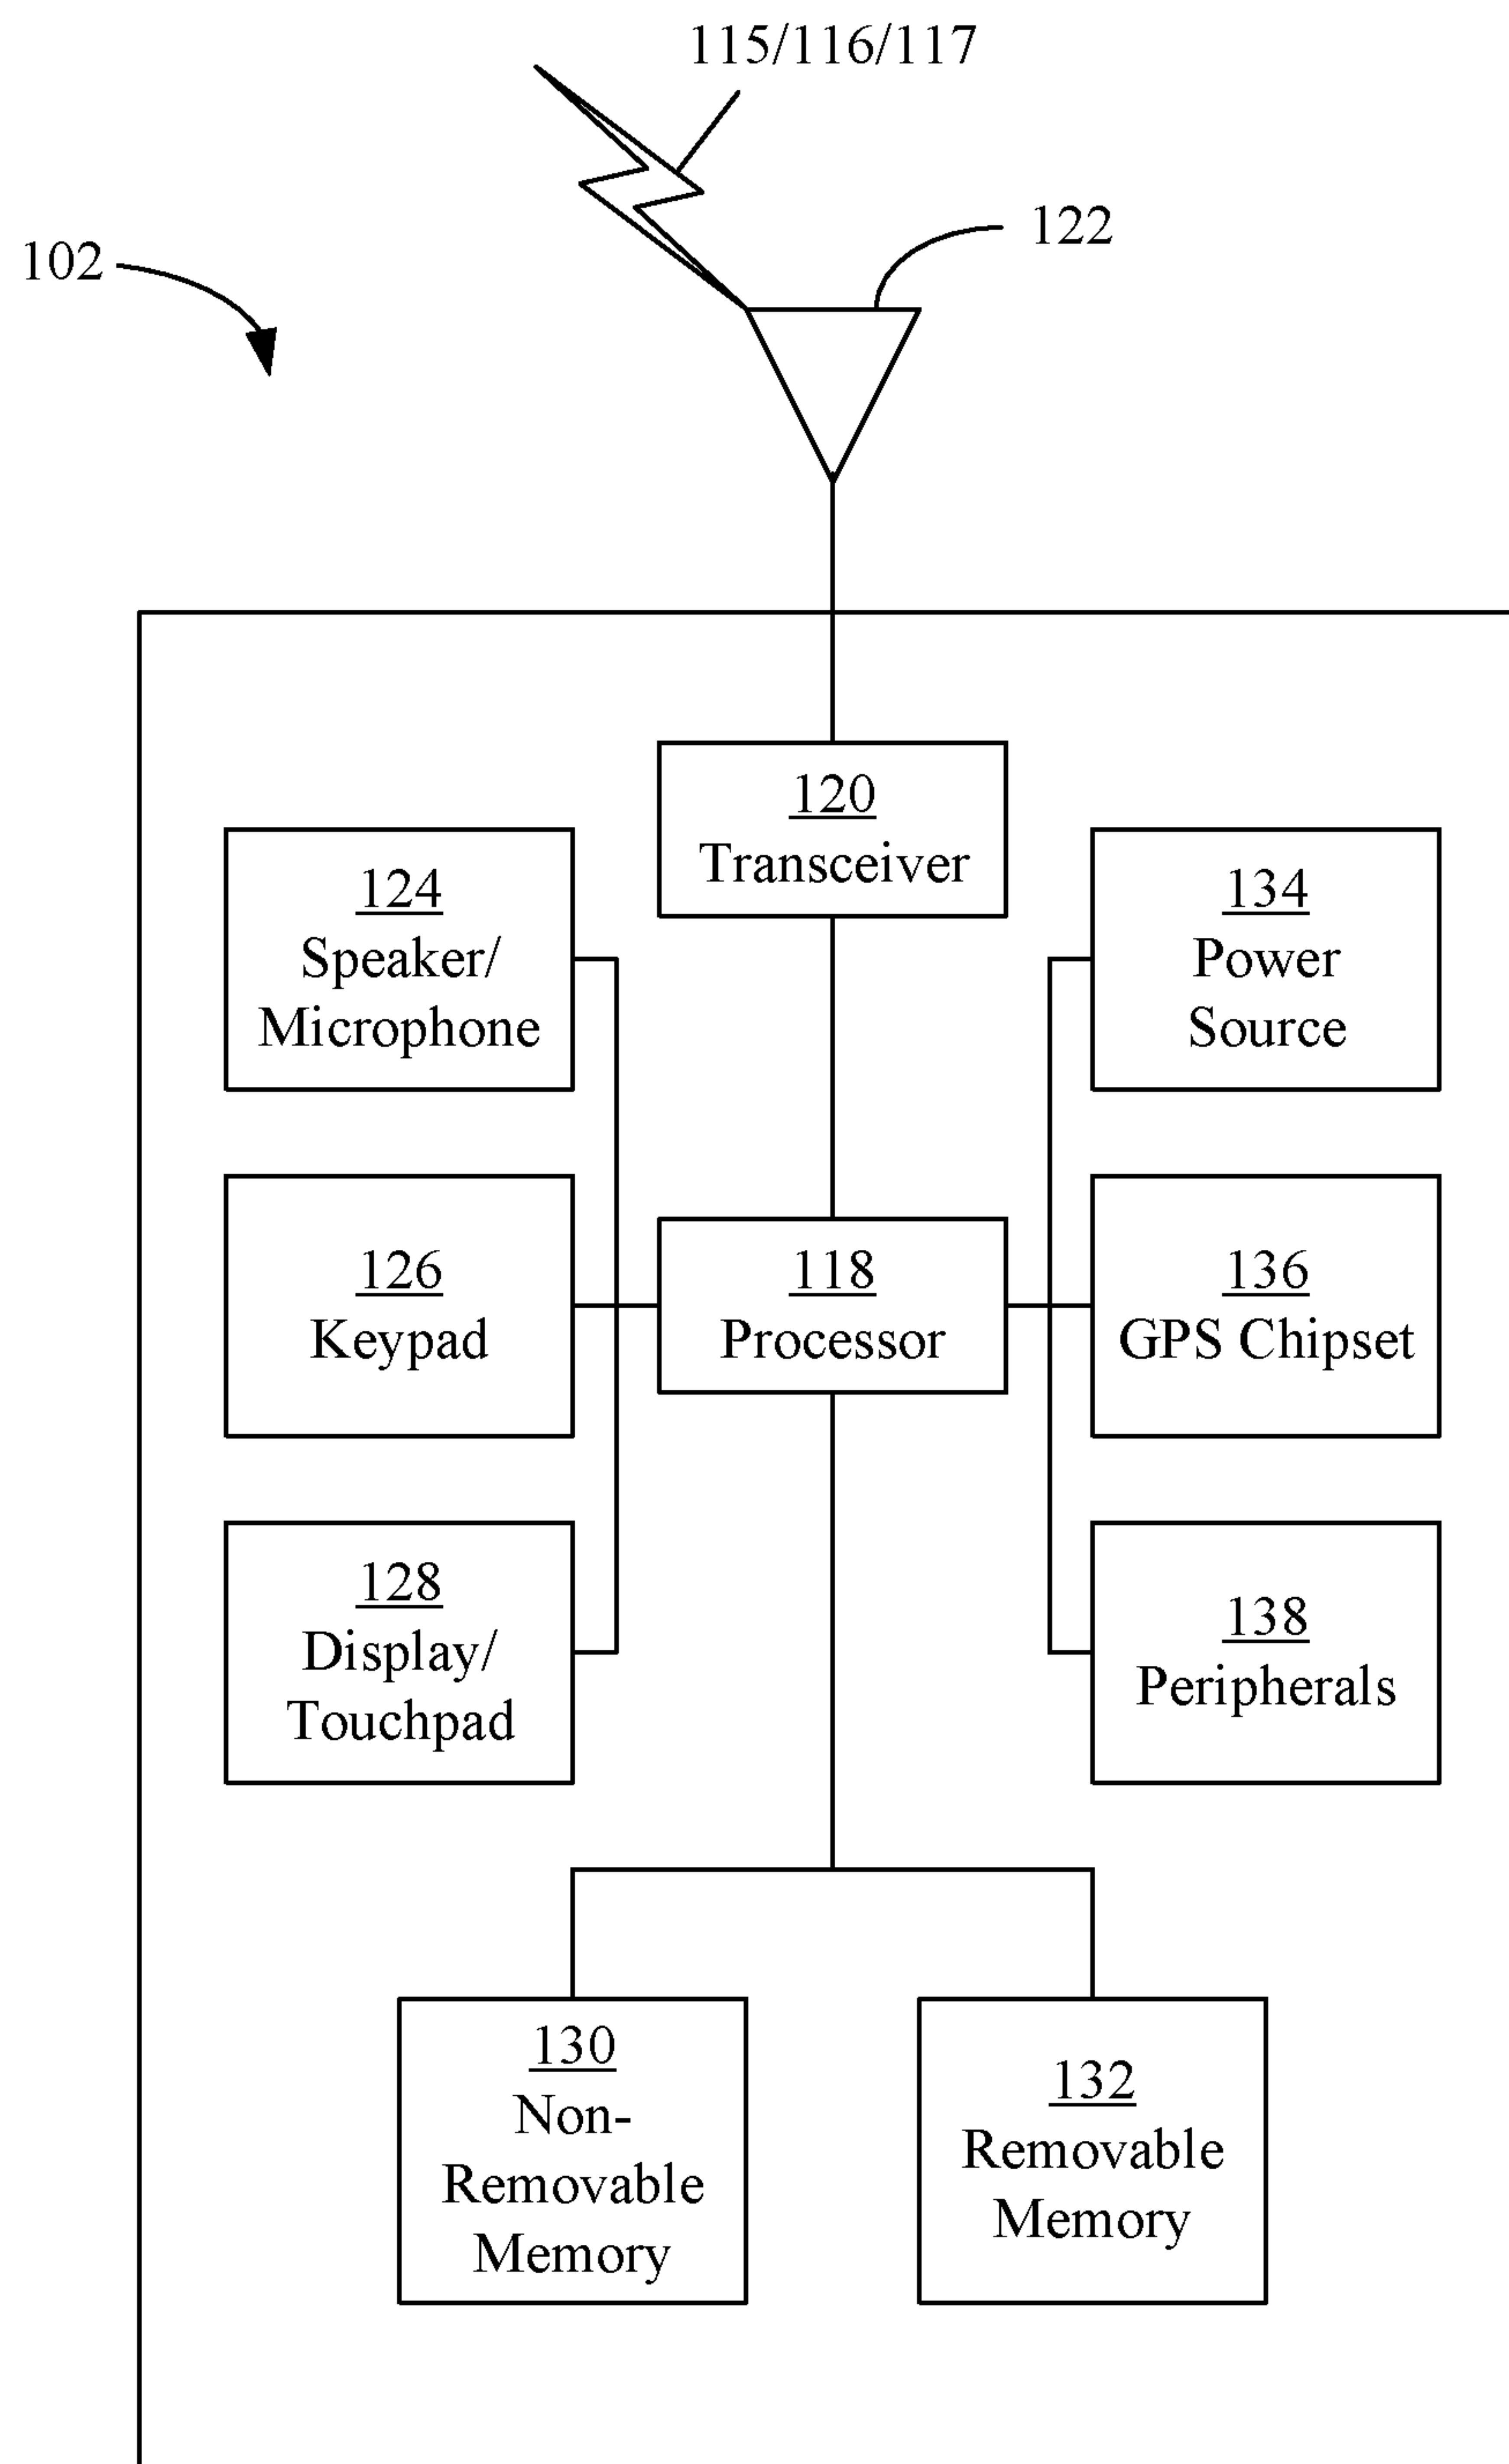 115/116/117
122
102
120
Transceiver
124
Speaker/
Microphone
134
Power
Source
126
Keypad
118
Processor
136
GPS Chipset
128
Display/
Touchpad
138
Peripherals
130
Non-
Removable
Memory
132
Removable
Memory